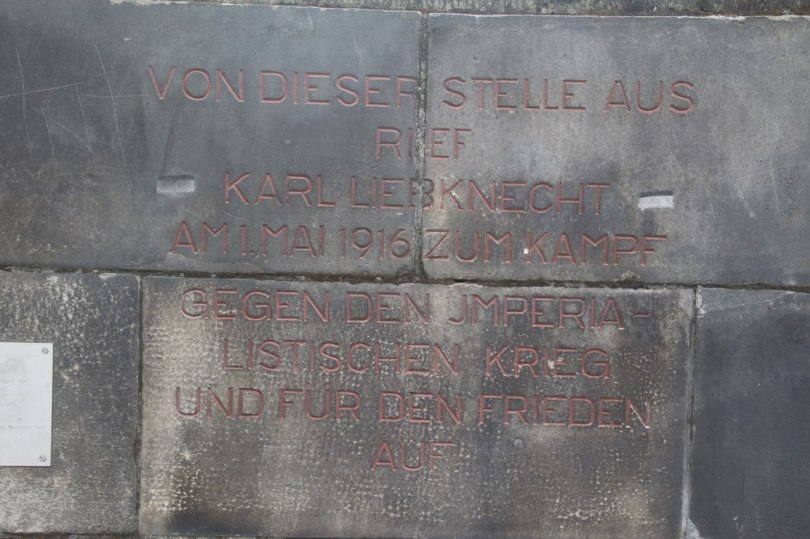 VON DIESER STELLE AUS
RIEF
KARL LIEBKNECHT
AM 1. MAI 1916 ZUM KAMPF
GEGEN DEN JMPERIA-
LISTISCHEN KRIEG
UND FÜR DEN FRIEDEN
AUF